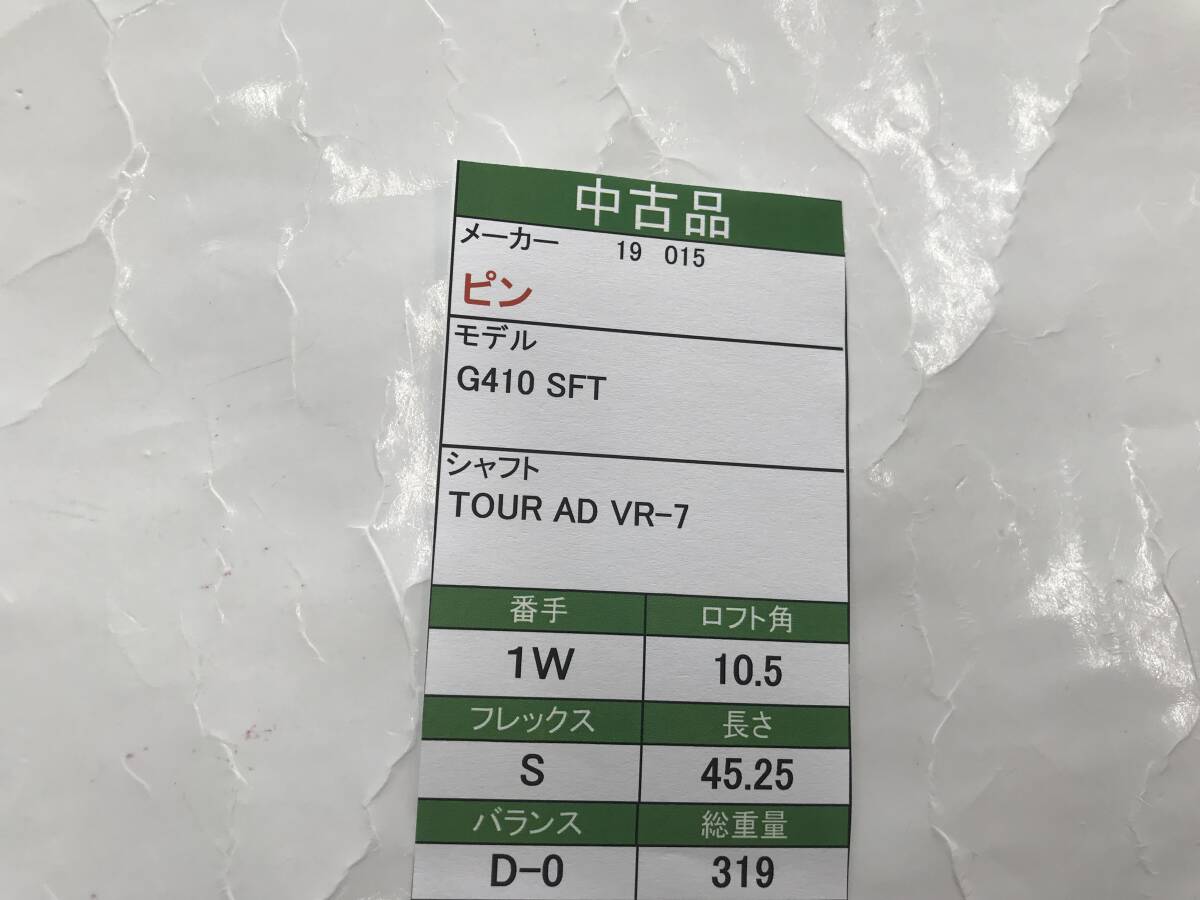 中古品
メーカー 19 015
ピン
モデル
G410 SFT
シャフト
TOUR AD VR-7
番手 ロフト角
1W 10.5
フレックス 長さ
S 45.25
バランス 総重量
D-0 319